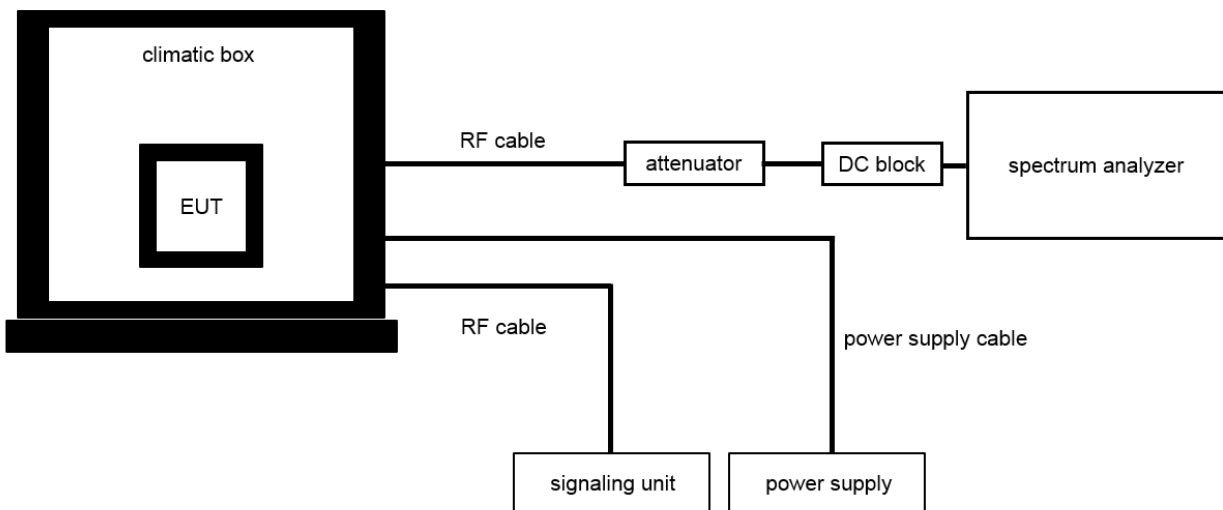 climatic box
RF cable
attenuator
DC block
spectrum analyzer
EUT
RF cable
power supply cable
signaling unit
power supply